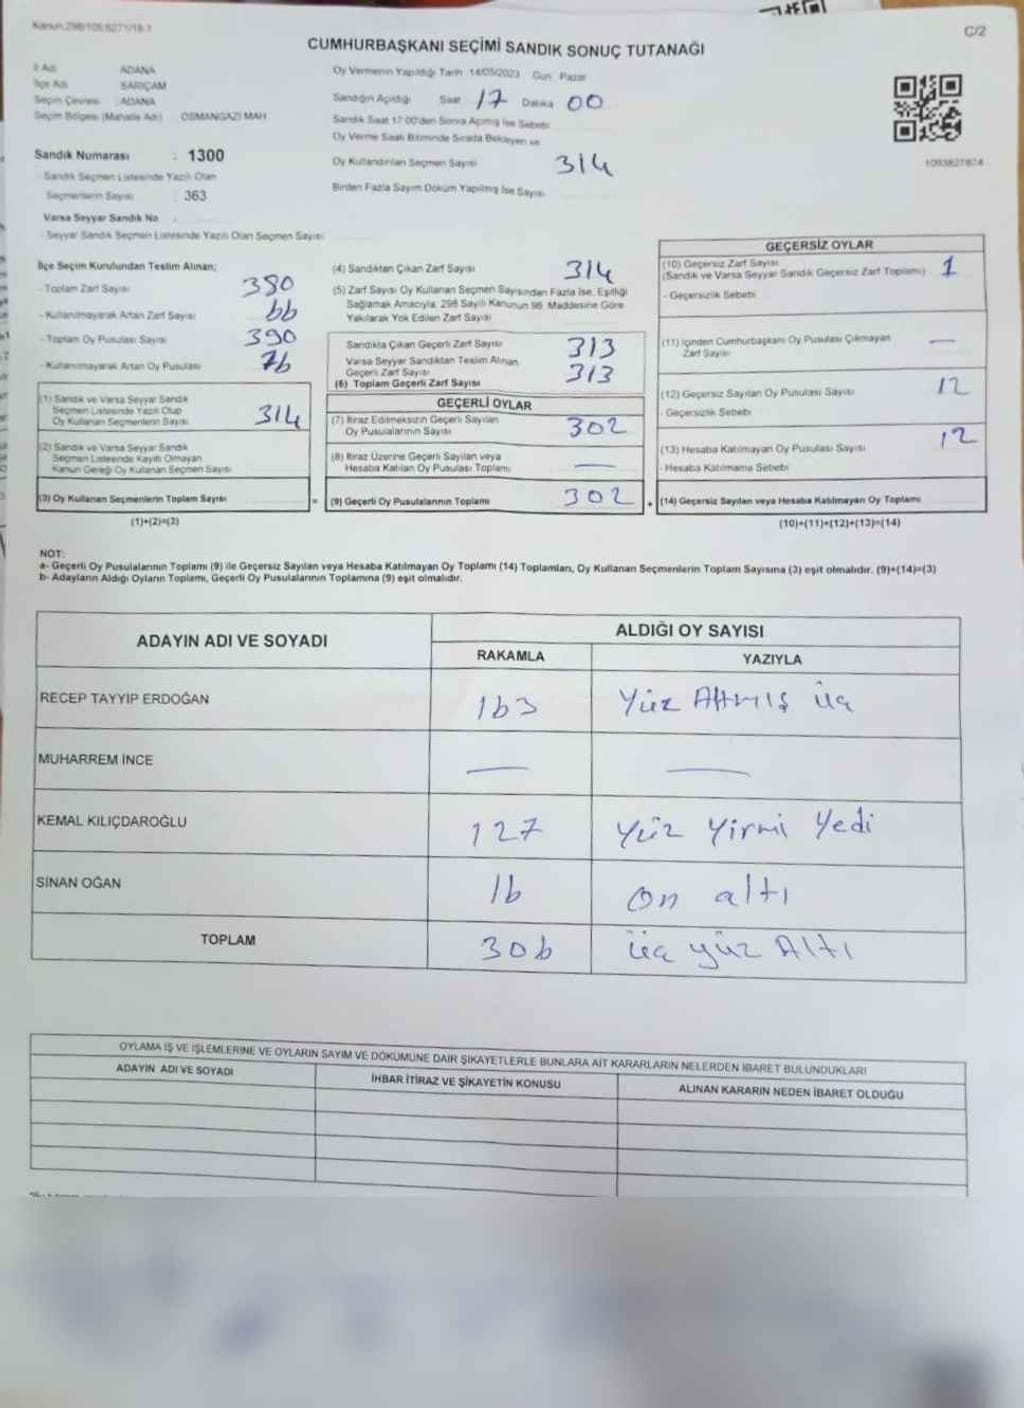 Kanun:298/105,6271/18-1
C/2
CUMHURBAŞKANI SEÇİMİ SANDIK SONUÇ TUTANAĞI
İl Adı : ADANA
İlçe Adı : SARIÇAM
Seçim Çevresi : ADANA
Seçim Bölgesi (Mahalle Adı) : OSMANGAZİ MAH.
Sandık Numarası : 1300
Sandık Seçmen Listesinde Yazılı Olan
Seçmenlerin Sayısı : 363
Varsa Seyyar Sandık No :
- Seyyar Sandık Seçmen Listesinde Yazılı Olan Seçmen Sayısı
Oy Vermenin Yapıldığı Tarih: 14/05/2023 Gün: Pazar
Sandığın Açıldığı Saat 17 Dakika 00
Sandık Saat 17:00'den Sonra Açılmış İse Sebebi
Oy Verme Saati Bitiminde Sırada Bekleyen ve
Oy Kullandırılan Seçmen Sayısı 314
Birden Fazla Sayım Döküm Yapılmış İse Sayısı
1093827874
İlçe Seçim Kurulundan Teslim Alınan;
- Toplam Zarf Sayısı 380
- Kullanılmayarak Artan Zarf Sayısı 66
- Toplam Oy Pusulası Sayısı 390
- Kullanılmayarak Artan Oy Pusulası 76
(1) Sandık ve Varsa Seyyar Sandık
Seçmen Listesinde Yazılı Olup
Oy Kullanan Seçmenlerin Sayısı 314
(2) Sandık ve Varsa Seyyar Sandık
Seçmen Listesinde Kayıtlı Olmayan
Kanun Gereği Oy Kullanan Seçmen Sayısı
(3) Oy Kullanan Seçmenlerin Toplam Sayısı
(1)+(2)=(3)
(4) Sandıktan Çıkan Zarf Sayısı 314
(5) Zarf Sayısı Oy Kullanan Seçmen Sayısından Fazla İse, Eşitliği
Sağlamak Amacıyla, 298 Sayılı Kanunun 98. Maddesine Göre
Yakılarak Yok Edilen Zarf Sayısı
Sandıkta Çıkan Geçerli Zarf Sayısı 313
Varsa Seyyar Sandıktan Teslim Alınan
Geçerli Zarf Sayısı
(6) Toplam Geçerli Zarf Sayısı 313
GEÇERLİ OYLAR
(7) İtiraz Edilmeksizin Geçerli Sayılan
Oy Pusulalarının Sayısı 302
(8) İtiraz Üzerine Geçerli Sayılan veya
Hesaba Katılan Oy Pusulası Toplamı —
= (9) Geçerli Oy Pusulalarının Toplamı 302
GEÇERSİZ OYLAR
(10) Geçersiz Zarf Sayısı
(Sandık ve Varsa Seyyar Sandık Geçersiz Zarf Toplamı) 1
- Geçersizlik Sebebi
(11) İçinden Cumhurbaşkanı Oy Pusulası Çıkmayan
Zarf Sayısı —
(12) Geçersiz Sayılan Oy Pusulası Sayısı 12
- Geçersizlik Sebebi
(13) Hesaba Katılmayan Oy Pusulası Sayısı 12
- Hesaba Katılmama Sebebi
+ (14) Geçersiz Sayılan veya Hesaba Katılmayan Oy Toplamı
(10)+(11)+(12)+(13)=(14)
NOT:
a- Geçerli Oy Pusulalarının Toplamı (9) ile Geçersiz Sayılan veya Hesaba Katılmayan Oy Toplamı (14) Toplamları, Oy Kullanan Seçmenlerin Toplam Sayısına (3) eşit olmalıdır. (9)+(14)=(3)
b- Adayların Aldığı Oyların Toplamı, Geçerli Oy Pusulalarının Toplamına (9) eşit olmalıdır.
ADAYIN ADI VE SOYADI
ALDIĞI OY SAYISI
RAKAMLA YAZIYLA
RECEP TAYYİP ERDOĞAN 163 Yüz Altmış üç
MUHARREM İNCE — —
KEMAL KILIÇDAROĞLU 127 Yüz Yirmi Yedi
SİNAN OĞAN 16 on altı
TOPLAM 306 üç yüz Altı
OYLAMA İŞ VE İŞLEMLERİNE VE OYLARIN SAYIM VE DÖKÜMÜNE DAİR ŞİKAYETLERLE BUNLARA AİT KARARLARIN NELERDEN İBARET BULUNDUKLARI
ADAYIN ADI VE SOYADI
İHBAR İTİRAZ VE ŞİKAYETİN KONUSU
ALINAN KARARIN NEDEN İBARET OLDUĞU